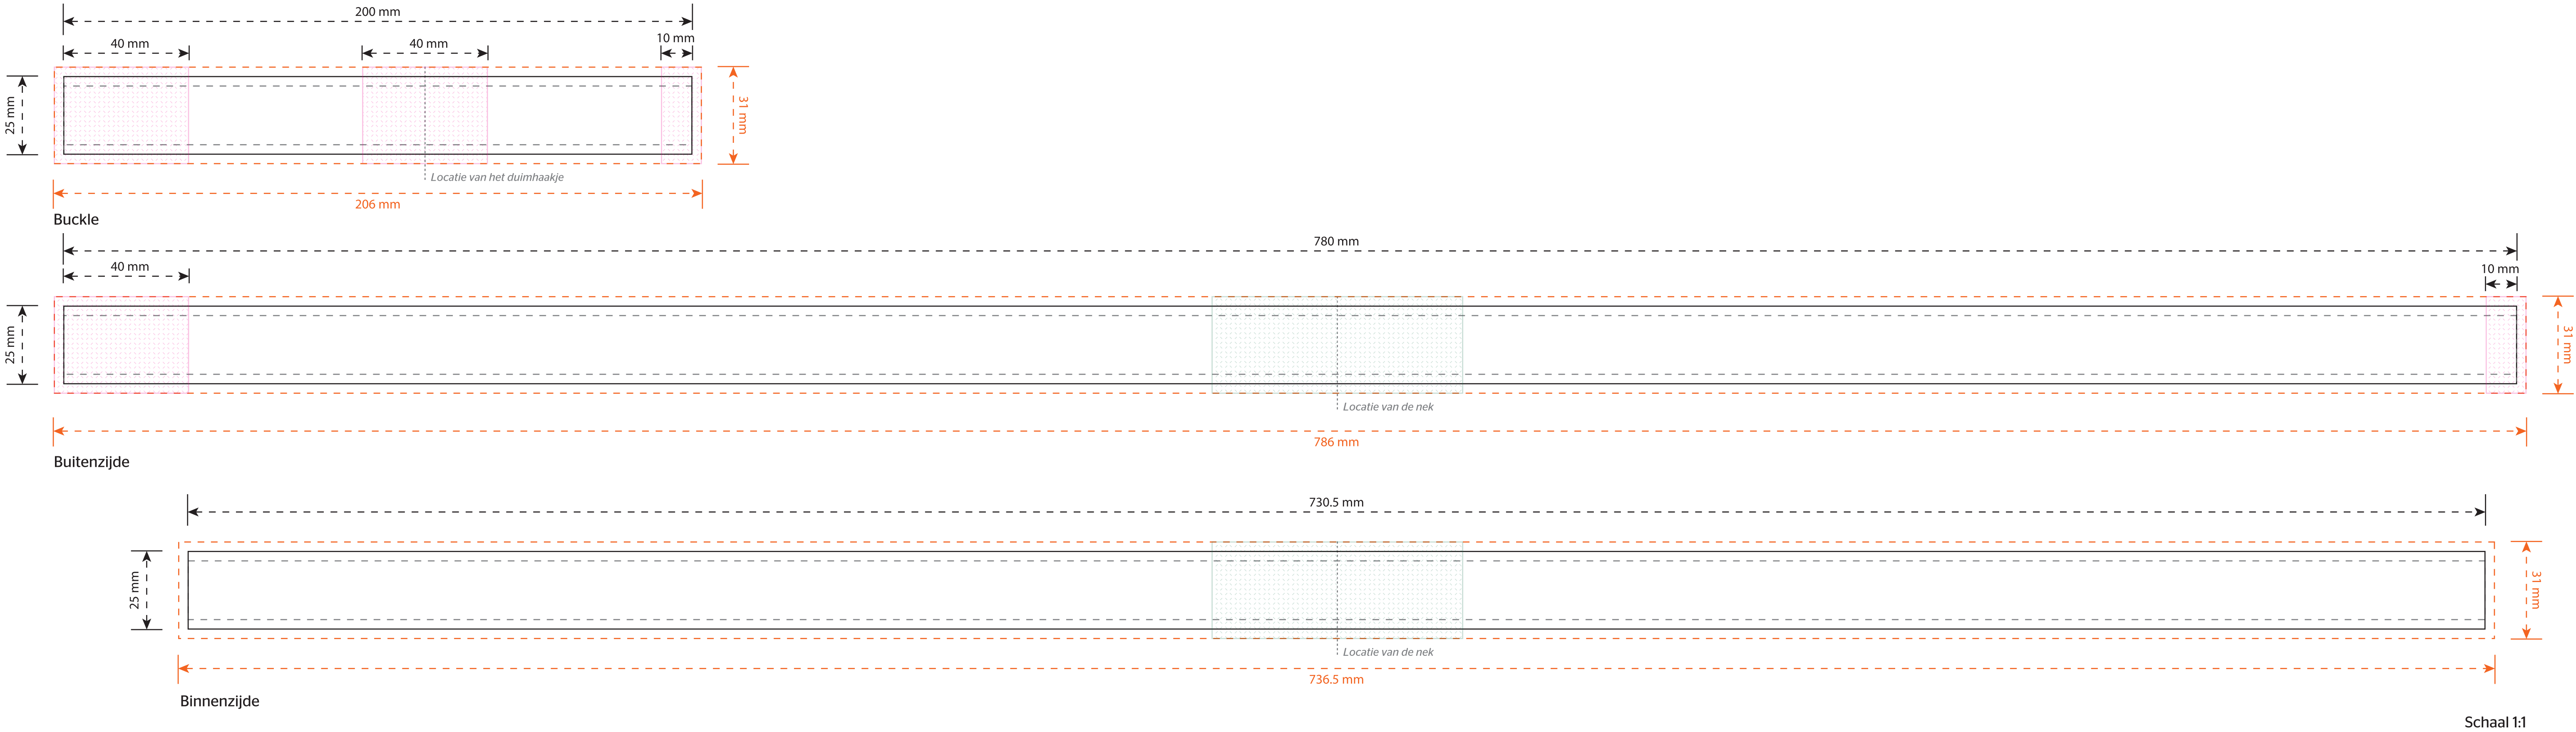 200 mm
40 mm
40 mm
10 mm
25 mm
31 mm
Locatie van het duimhaakje
206 mm
Buckle
780 mm
40 mm
10 mm
25 mm
31 mm
Locatie van de nek
786 mm
Buitenzijde
730.5 mm
25 mm
31 mm
Locatie van de nek
736.5 mm
Binnenzijde
Schaal 1:1